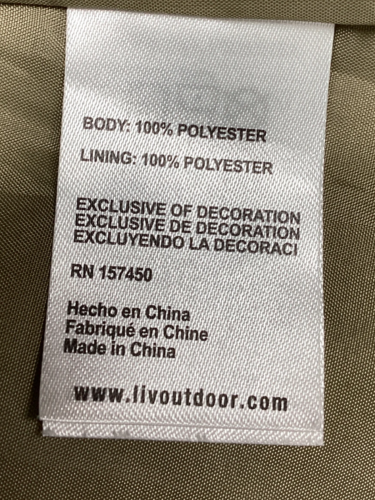 BODY: 100% POLYESTER
LINING: 100% POLYESTER
EXCLUSIVE OF DECORATION
EXCLUSIVE DE DECORATION
EXCLUYENDO LA DECORACI
RN 157450
Hecho en China
Fabriqué en Chine
Made in China
www.livoutdoor.com